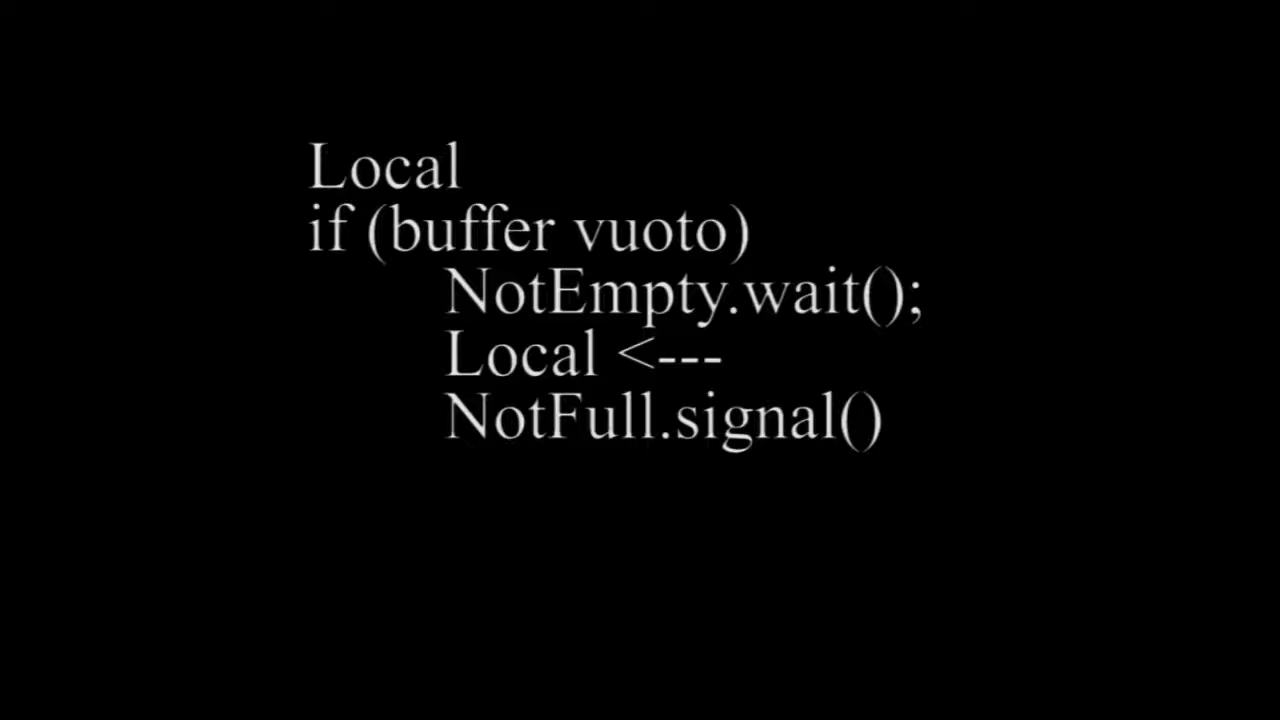 Local
if (buffer vuoto)
NotEmpty.wait();
Local <---
NotFull.signal()